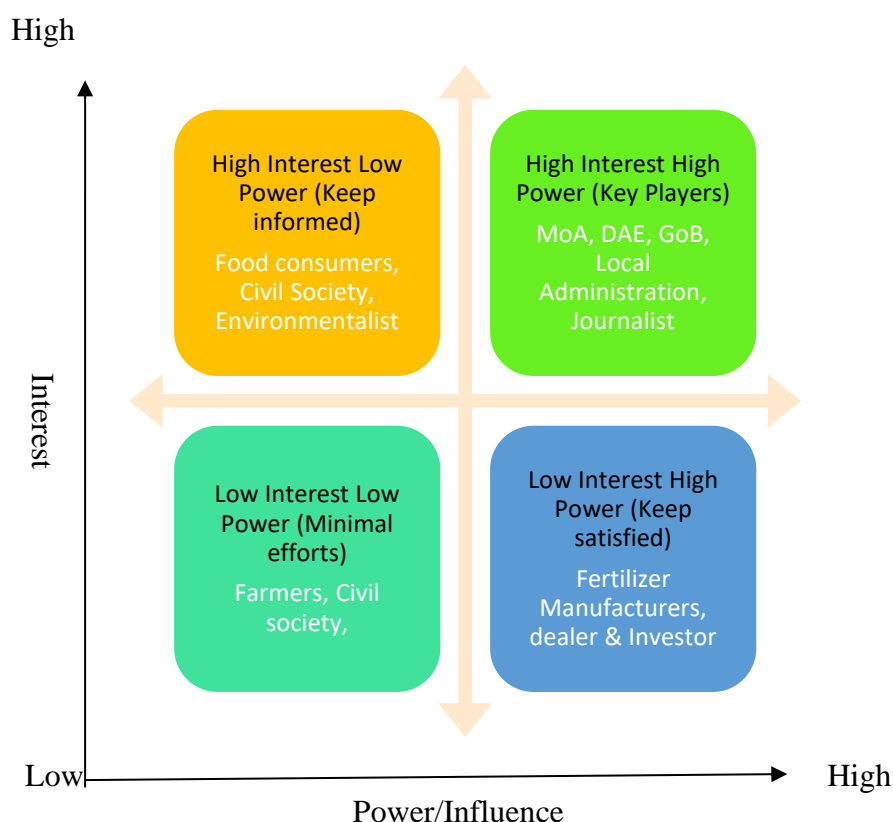 High
High Interest Low
Power (Keep
informed)
Food consumers,
Civil Society,
Environmentalist
High Interest High
Power (Key Players)
MoA, DAE, GoB,
Local
Administration,
Journalist
Interest
Low Interest Low
Power (Minimal
efforts)
Farmers, Civil
society,
Low Interest High
Power (Keep
satisfied)
Fertilizer
Manufacturers,
dealer & Investor
Low
High
Power/Influence